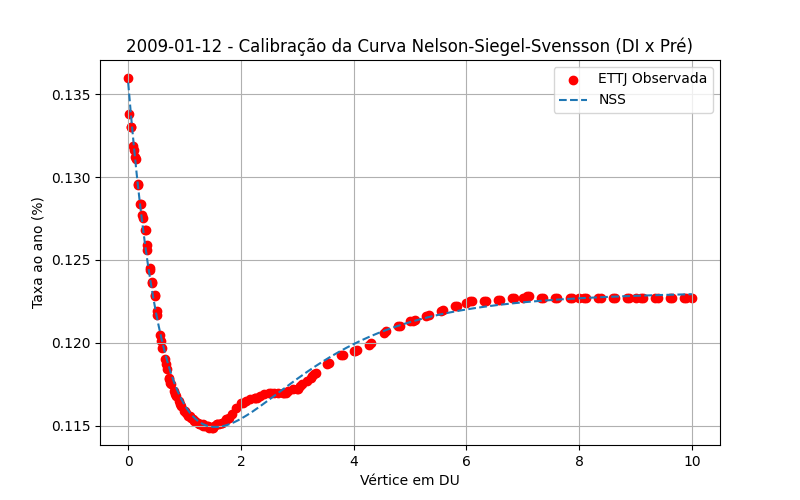 2009-01-12 - Calibração da Curva Nelson-Siegel-Svensson (DI x Pré)
ETTJ Observada
NSS
0.135
0.130
0.125
0.120
0.115
Taxa ao ano (%)
0 2 4 6 8 10
Vértice em DU